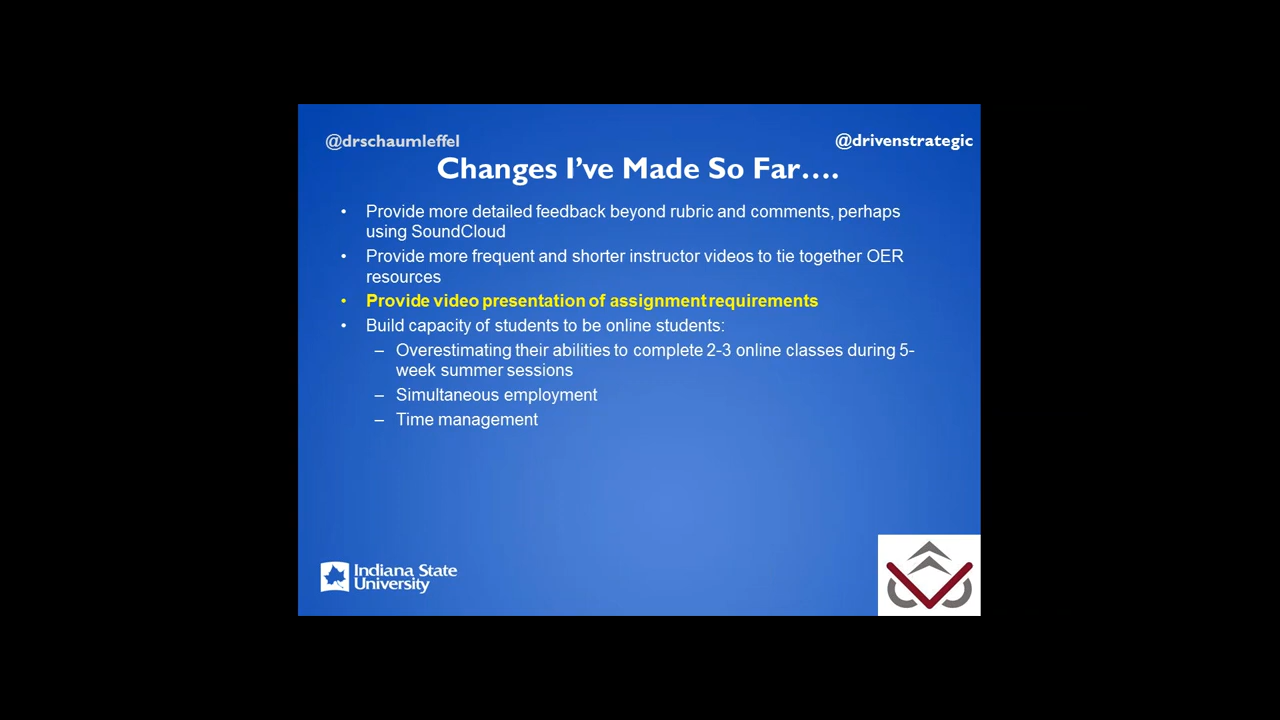 @drschaumleffel
@drivenstrategic
Changes I've Made So Far....
• Provide more detailed feedback beyond rubric and comments, perhaps
using SoundCloud
• Provide more frequent and shorter instructor videos to tie together OER
resources
• Provide video presentation of assignment requirements
• Build capacity of students to be online students:
– Overestimating their abilities to complete 2-3 online classes during 5-
week summer sessions
– Simultaneous employment
– Time management
Indiana State
University